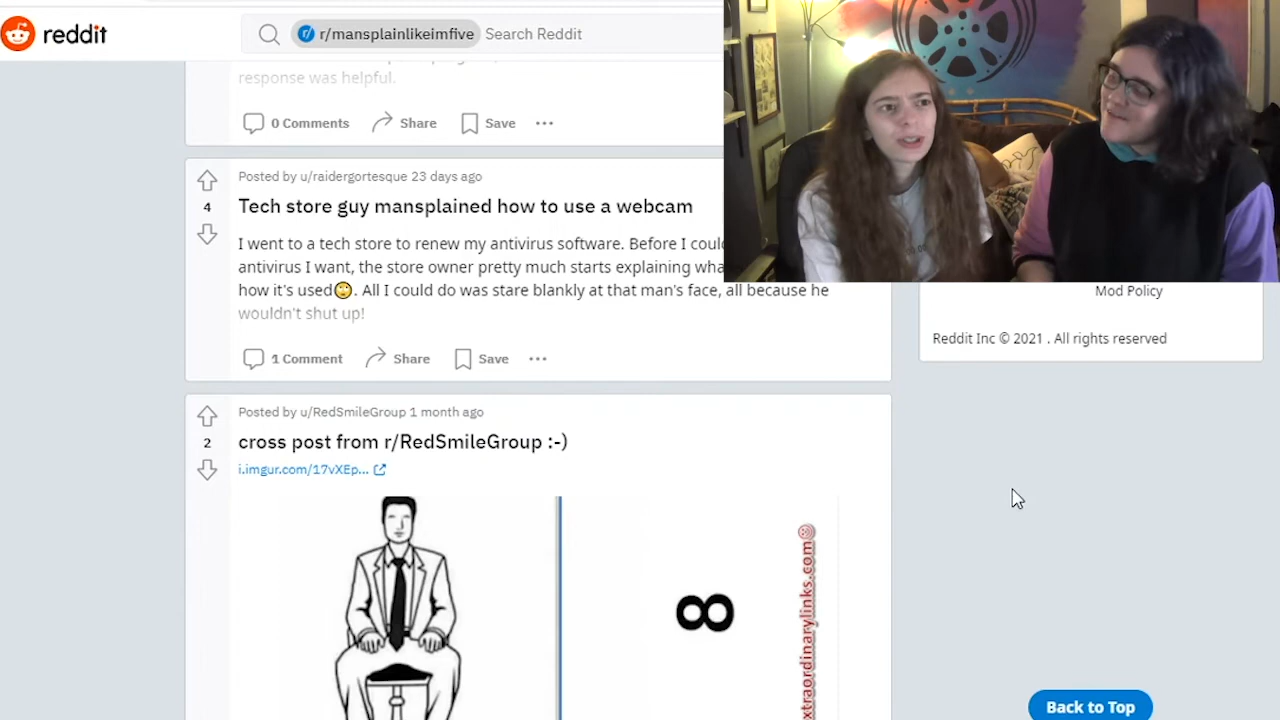 reddit
r/mansplainlikeimfive Search Reddit
response was helpful.
0 Comments Share Save
Posted by u/raidergortesque 23 days ago
4
Tech store guy mansplained how to use a webcam
I went to a tech store to renew my antivirus software. Before I
antivirus I want, the store owner pretty much starts explaining
how it's used🙄. All I could do was stare blankly at that man's face, all because he
wouldn't shut up!
1 Comment Share Save
Mod Policy
Reddit Inc © 2021 . All rights reserved
Posted by u/RedSmileGroup 1 month ago
2
cross post from r/RedSmileGroup :-)
i.imgur.com/17vXEp...
8
xtraordinarylinks.com
Back to Top